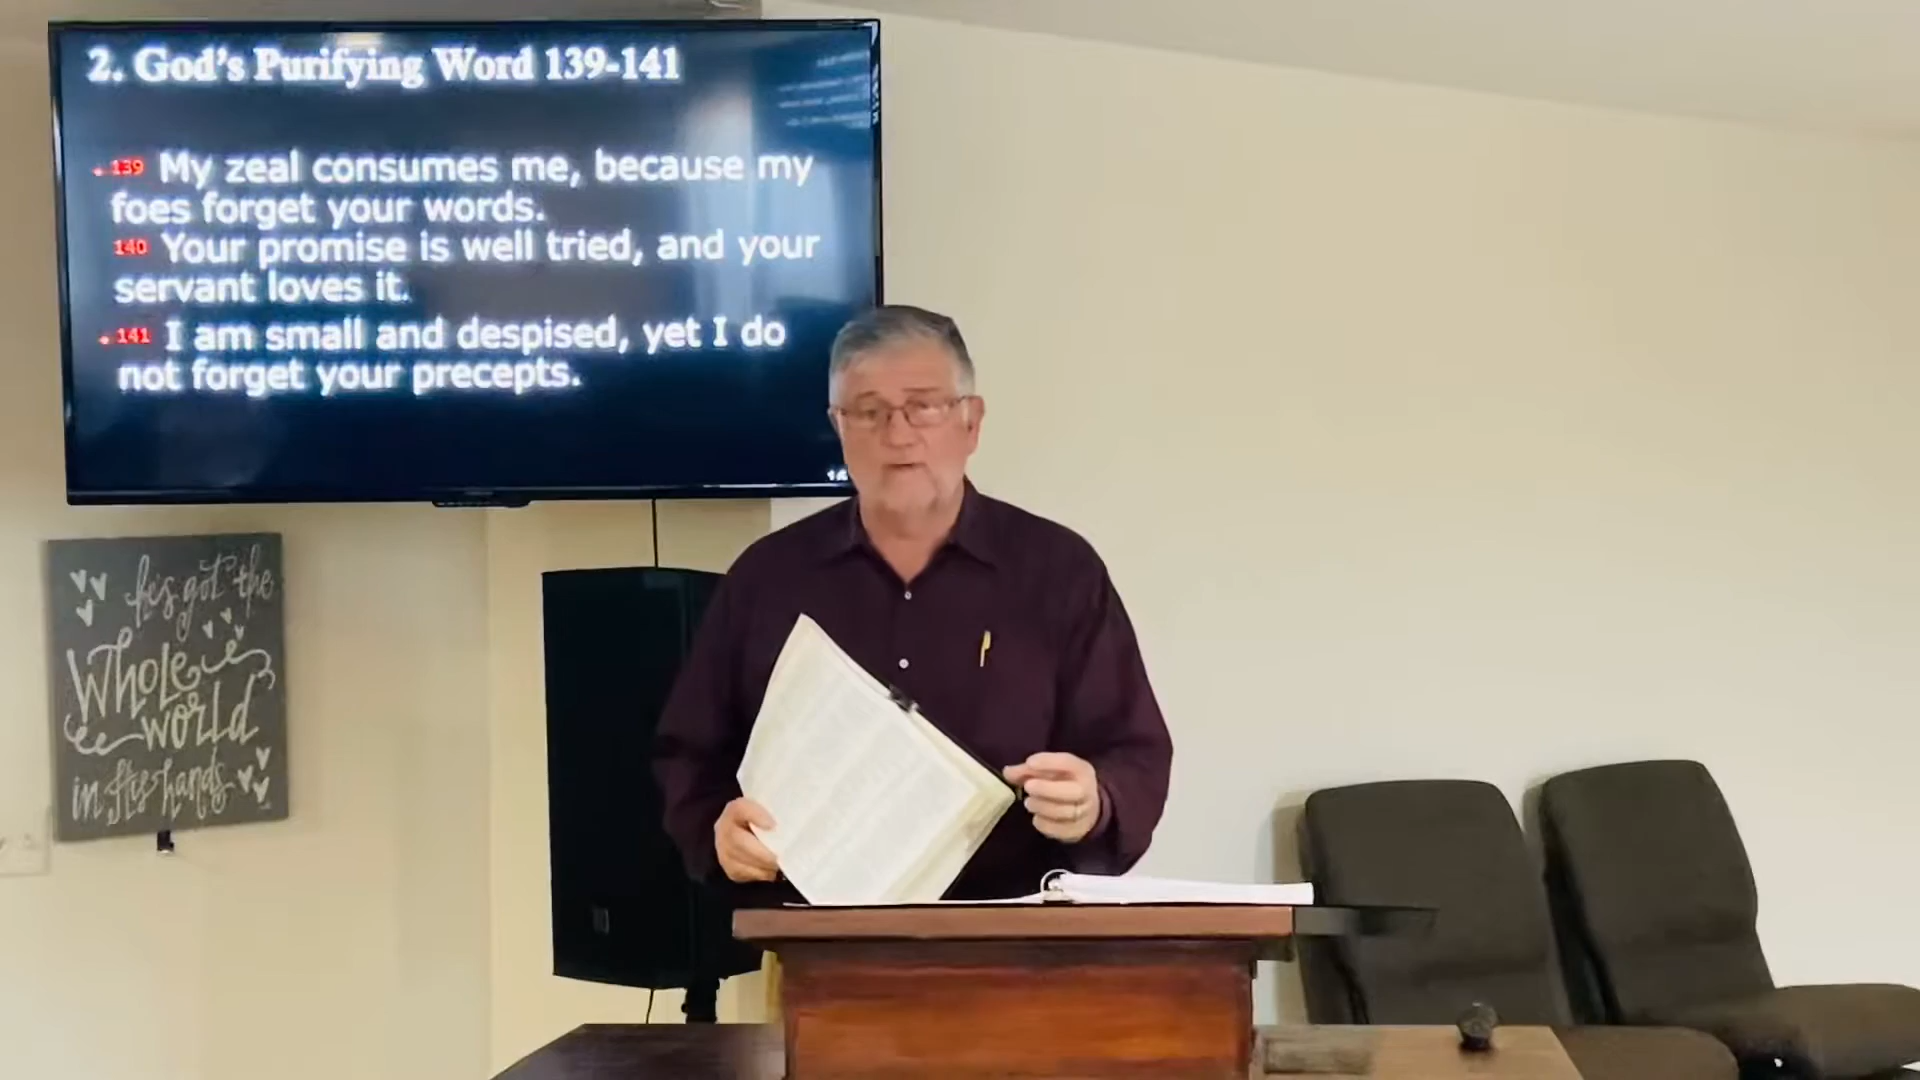 2. God's Purifying Word 139-141
139 My zeal consumes me, because my
foes forget your words.
140 Your promise is well tried, and your
servant loves it.
141 I am small and despised, yet I do
not forget your precepts.
he's got the
Whole
world
in His hands